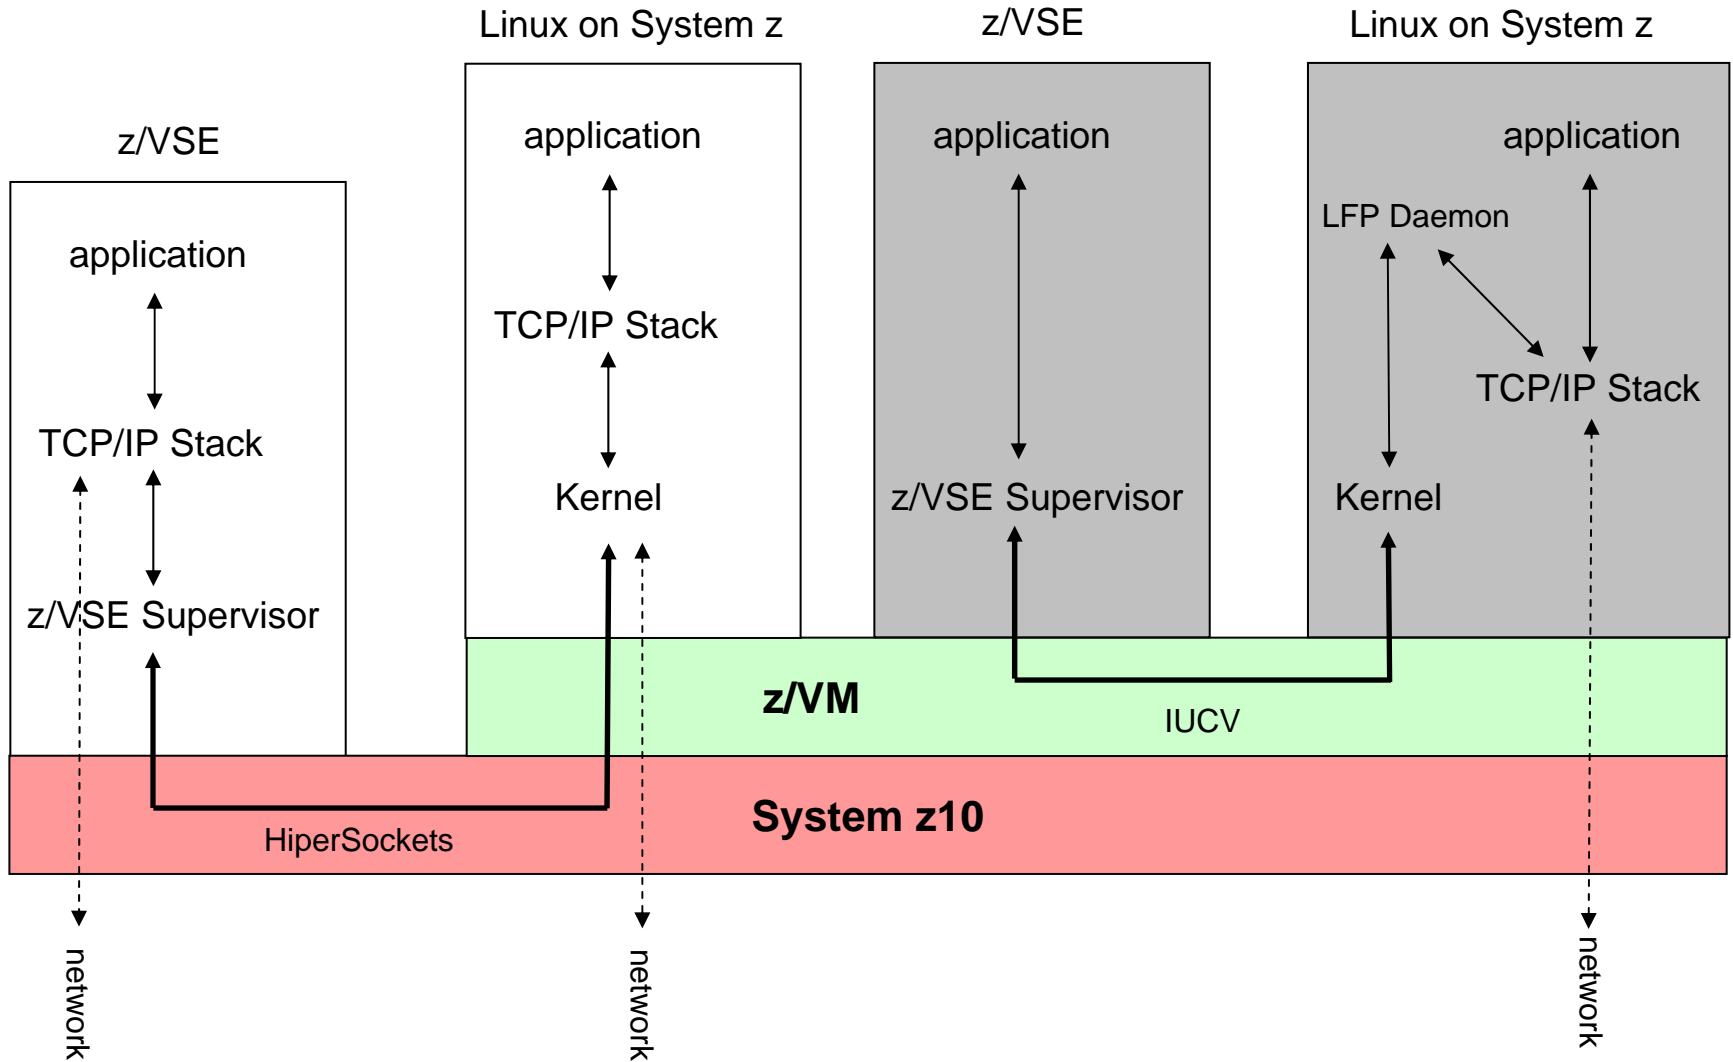 Linux on System z
z/VSE
Linux on System z
z/VSE
application
TCP/IP Stack
z/VSE Supervisor
application
TCP/IP Stack
Kernel
application
z/VSE Supervisor
application
LFP Daemon
TCP/IP Stack
Kernel
z/VM
IUCV
System z10
HiperSockets
network
network
network